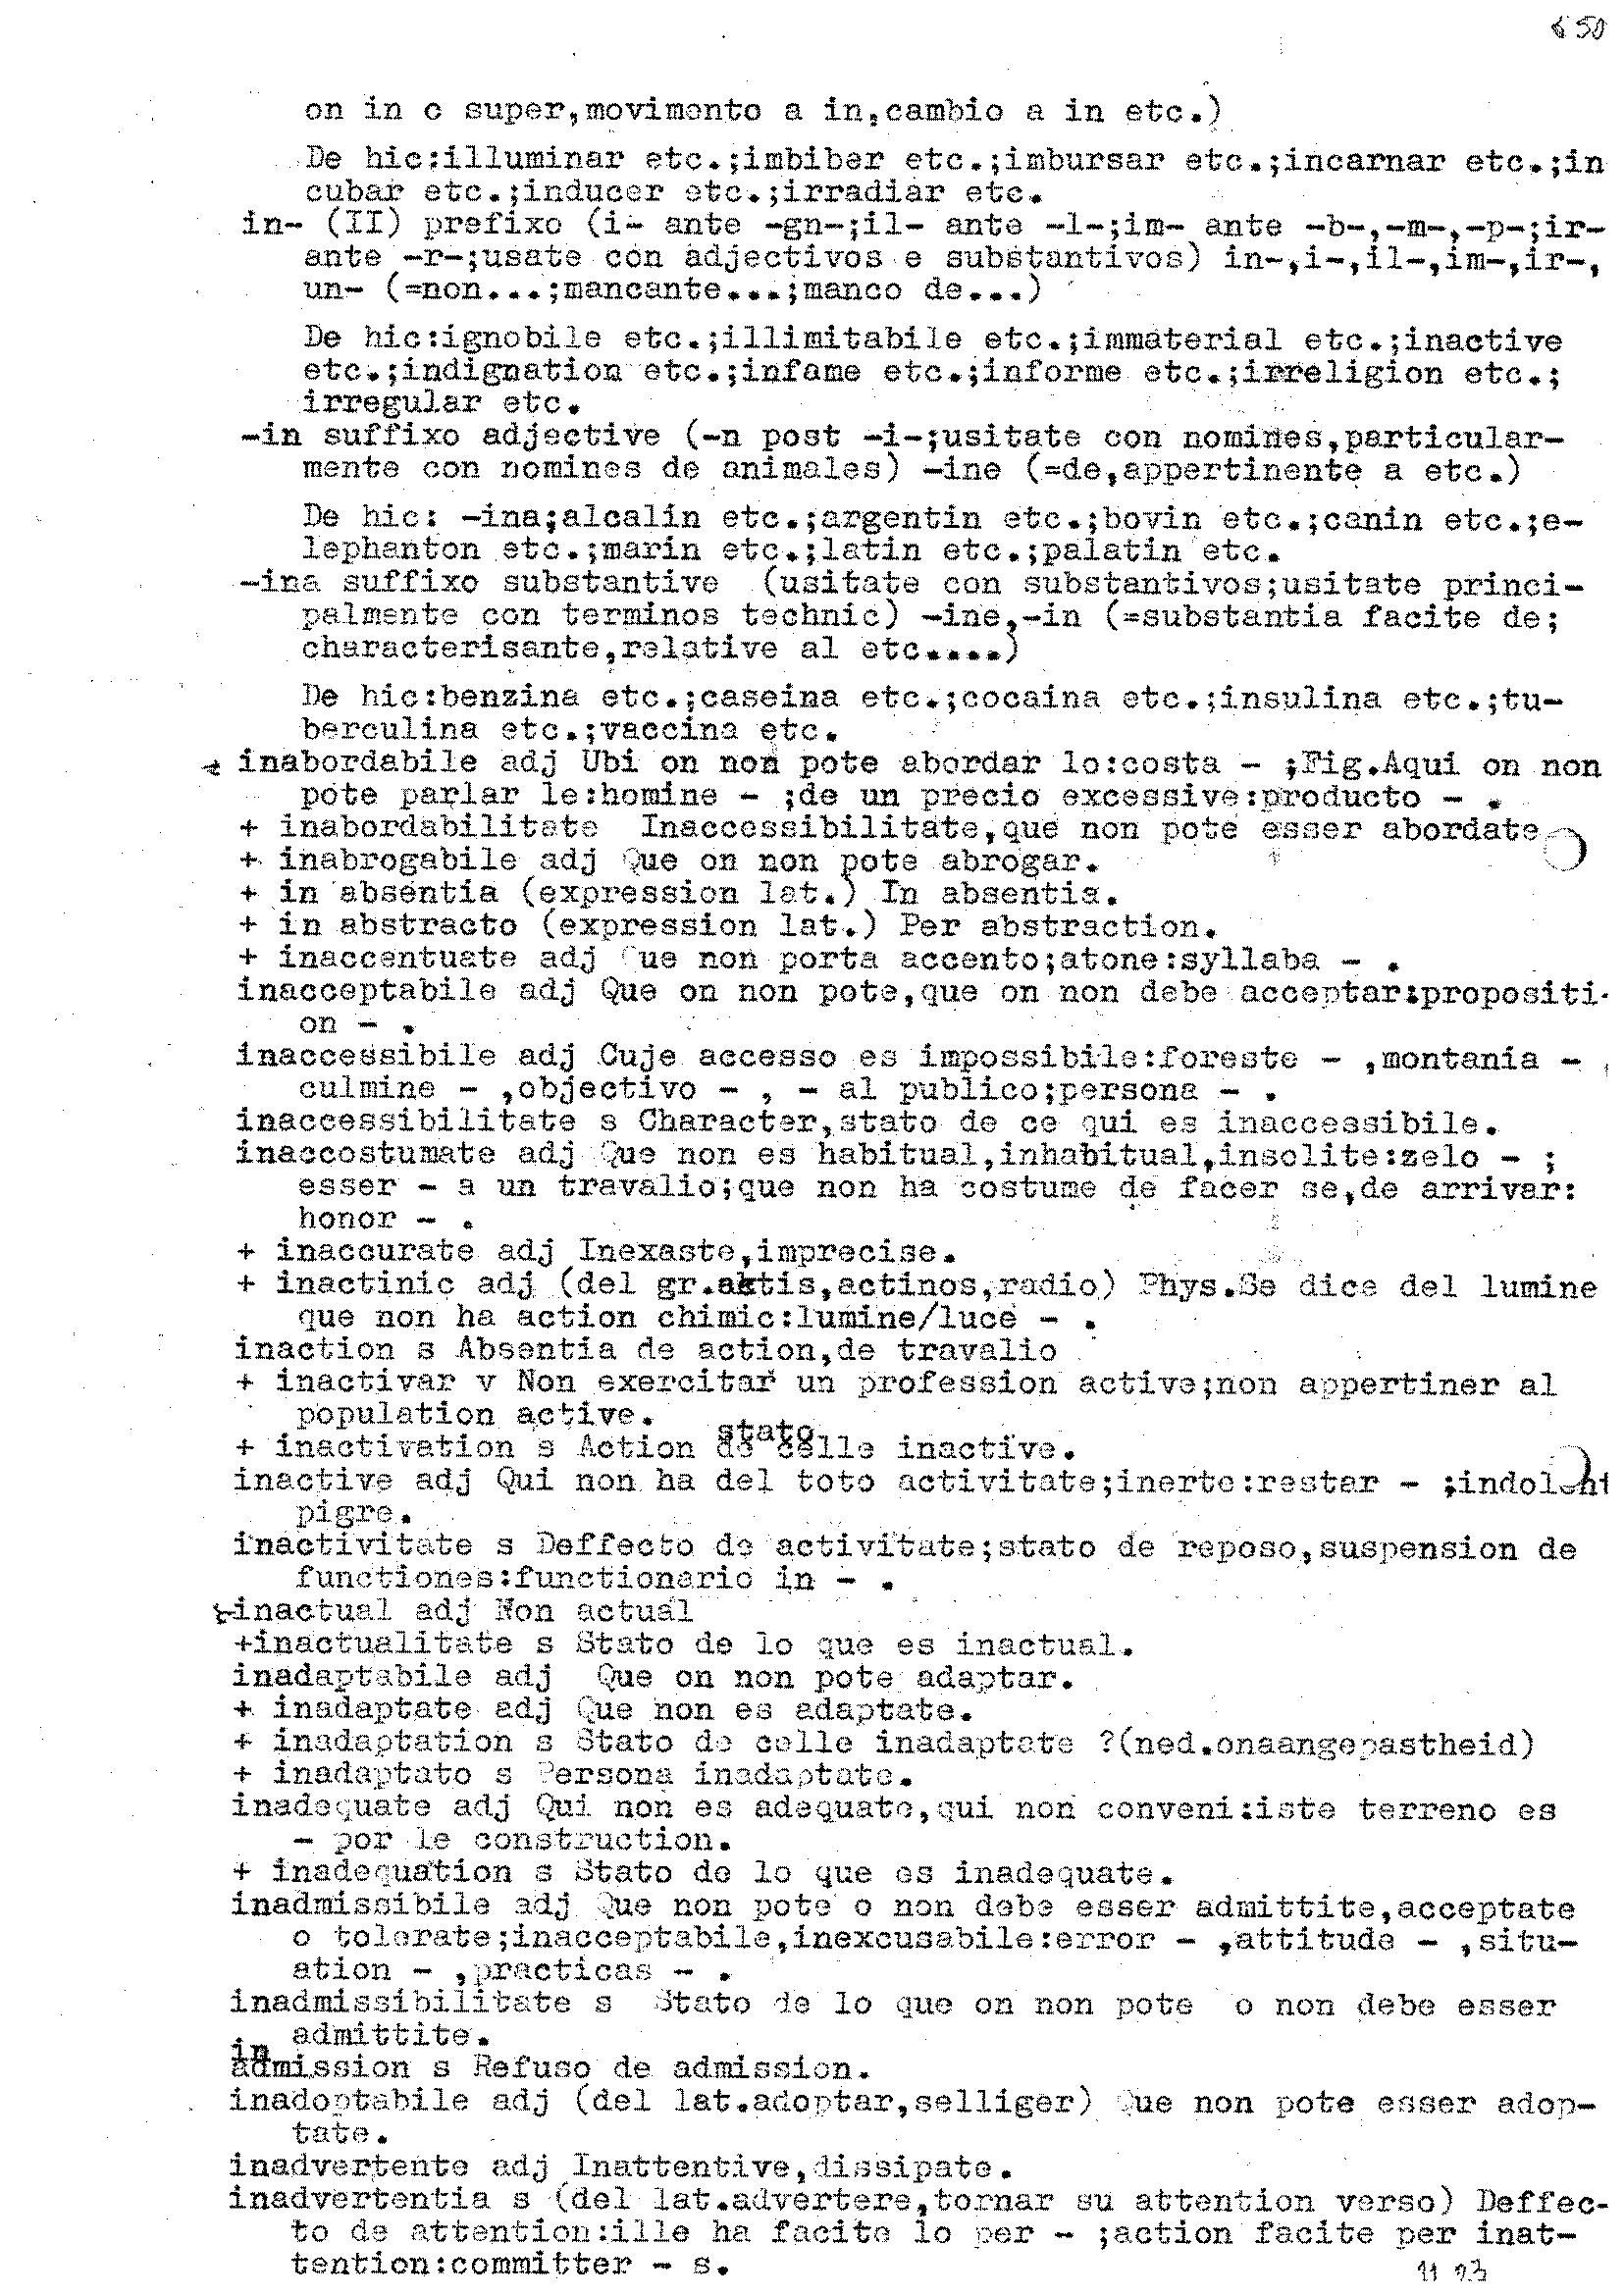 650
on in o super,movimento a in,cambio a in etc.)
De hic:illuminar etc.;imbiber etc.;imbursar etc.;incarnar etc.;in
cubar etc.;inducer etc.;irradiar etc.
in- (II) prefixo (i- ante -gn-;il- ante -l-;im- ante -b-,-m-,-p-;ir-
ante -r-;usate con adjectivos e substantivos) in-,i-,il-,im-,ir-,
un- (=non...;mancante...;manco de...)
De hic:ignobile etc.;illimitabile etc.;immaterial etc.;inactive
etc.;indignation etc.;infame etc.;informe etc.;irreligion etc.;
irregular etc.
-in suffixo adjective (-n post -i-;usitate con nomines,particular-
mente con nomines de animales) -ine (=de,appertinente a etc.)
De hic: -ina;alcalin etc.;argentin etc.;bovin etc.;canin etc.;e-
lephanton etc.;marin etc.;latin etc.;palatin etc.
-ina suffixo substantive (usitate con substantivos;usitate princi-
palmente con terminos technic) -ine,-in (=substantia facite de;
characterisante,relative al etc....)
De hic:benzina etc.;caseina etc.;cocaina etc.;insulina etc.;tu-
berculina etc.;vaccina etc.
+ inabordabile adj Ubi on non pote abordar lo:costa - ;Fig.Aqui on non
pote parlar le:homine - ;de un precio excessive:producto - .
+ inabordabilitate Inaccessibilitate,que non pote esser abordate
+ inabrogabile adj Que on non pote abrogar.
+ in absentia (expression lat.) In absentia.
+ in abstracto (expression lat.) Per abstraction.
+ inaccentuate adj Que non porta accento;atone:syllaba - .
inacceptabile adj Que on non pote,que on non debe acceptar:propositi-
on - .
inaccessibile adj Cuje accesso es impossibile:foreste - ,montania - ,
culmine - ,objectivo - , - al publico;persona - .
inaccessibilitate s Character,stato de ce qui es inaccessibile.
inaccostumate adj Que non es habitual,inhabitual,insolite:zelo - ;
esser - a un travalio;que non ha costume de facer se,de arrivar:
honor - .
+ inaccurate adj Inexaste,imprecise.
+ inactinic adj (del gr.aktis,actinos,radio) Phys.Se dice del lumine
que non ha action chimic:lumine/luce - .
inaction s Absentia de action,de travalio
+ inactivar v Non exercitar un profession active;non appertiner al
population active.
stato
+ inactivation s Action de celle inactive.
inactive adj Qui non ha del toto activitate;inerte:restar - ;indolent
pigre.
inactivitate s Deffecto de activitate;stato de reposo,suspension de
functiones:functionario in - .
+inactual adj Non actual
+inactualitate s Stato de lo que es inactual.
inadaptabile adj Que on non pote adaptar.
+ inadaptate adj Que non es adaptate.
+ inadaptation s Stato de celle inadaptate ?(ned.onaangepastheid)
+ inadaptato s Persona inadaptate.
inadequate adj Qui non es adequate,qui non conveni:iste terreno es
- por le construction.
+ inadequation s Stato de lo que es inadequate.
inadmissibile adj Que non pote o non debe esser admittite,acceptate
o tolerate;inacceptabile,inexcusabile:error - ,attitude - ,situ-
ation - ,practicas - .
inadmissibilitate s Stato de lo que on non pote o non debe esser
admittite.
in
admission s Refuso de admission.
inadoptabile adj (del lat.adoptar,selliger) Que non pote esser adop-
tate.
inadvertente adj Inattentive,dissipate.
inadvertentia s (del lat.advertere,tornar su attention verso) Deffec-
to de attention:ille ha facite lo per - ;action facite per inat-
tention:committer - s.
11 23